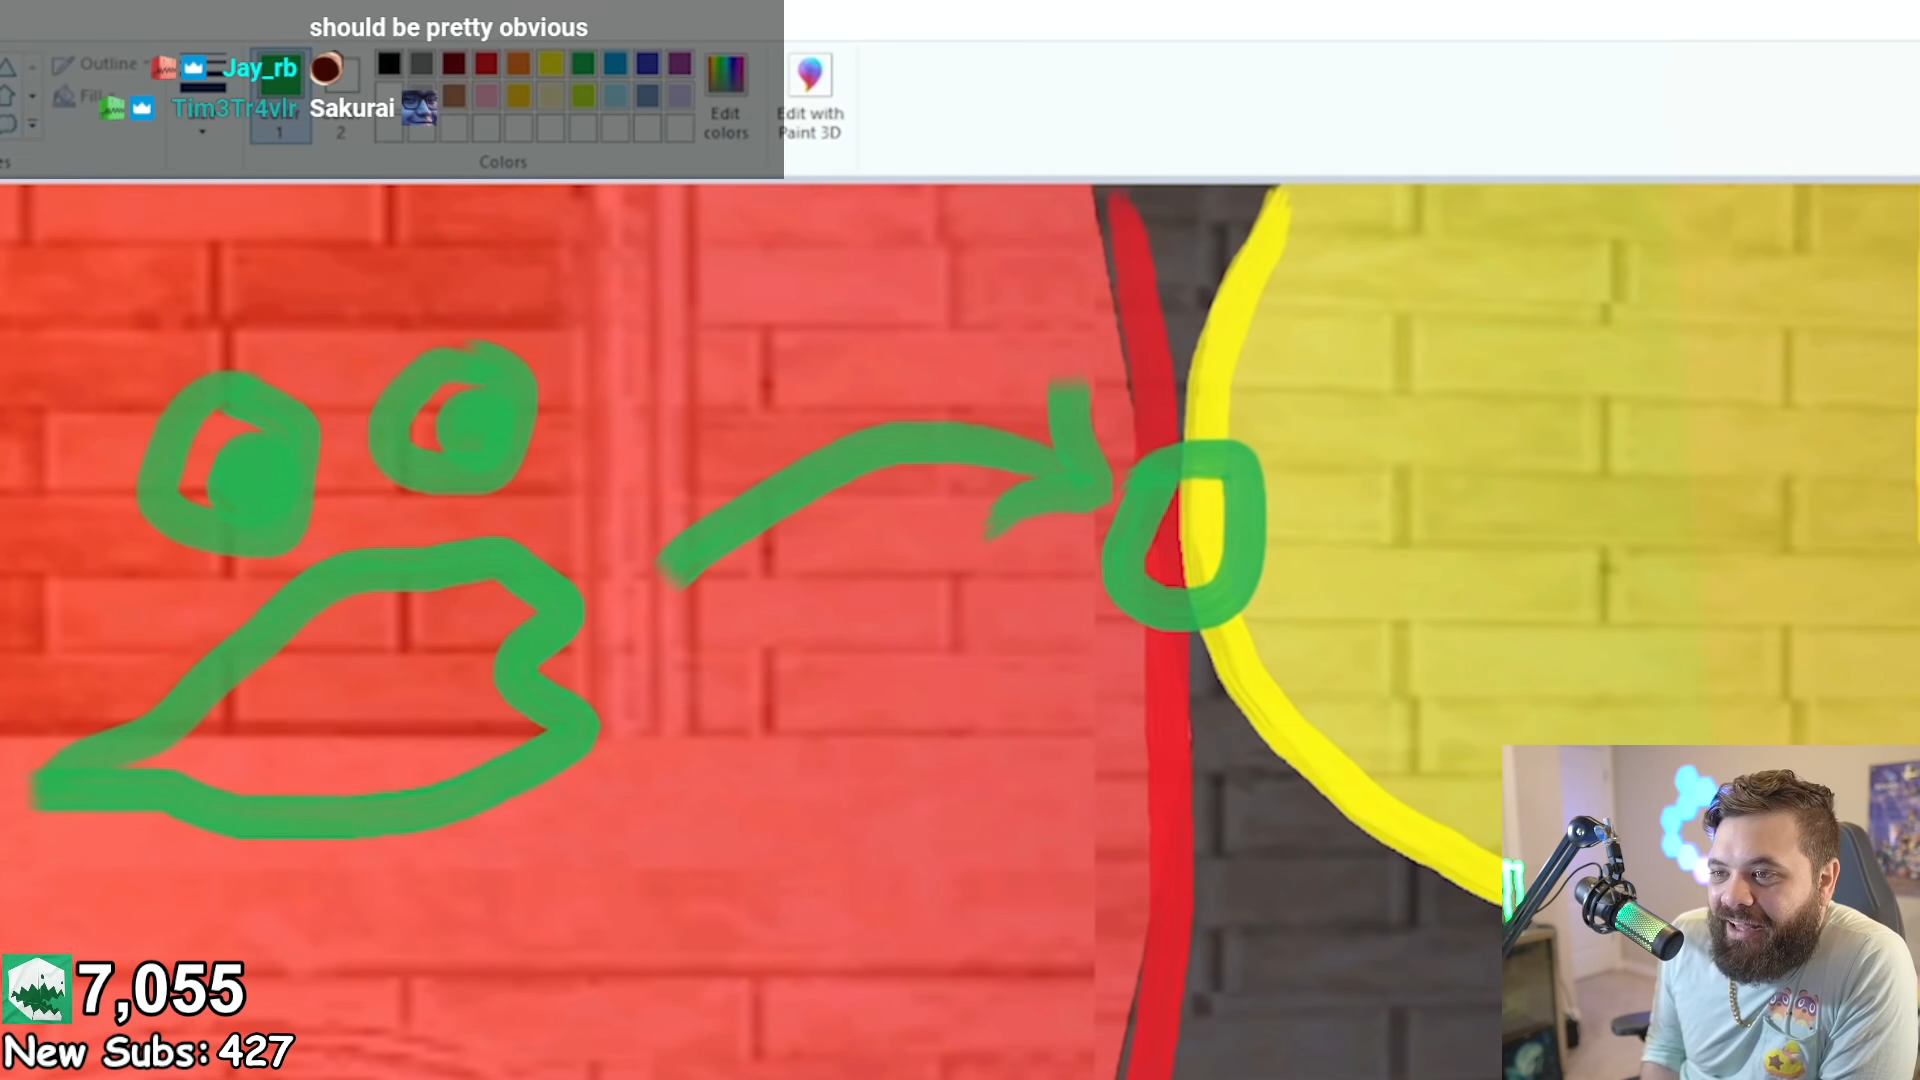 should be pretty obvious
Outline
Jay_rb
Fill
Tim3Tr4vlr Sakurai
1
2
Edit colors
Edit with Paint 3D
Colors
7,055
New Subs: 427